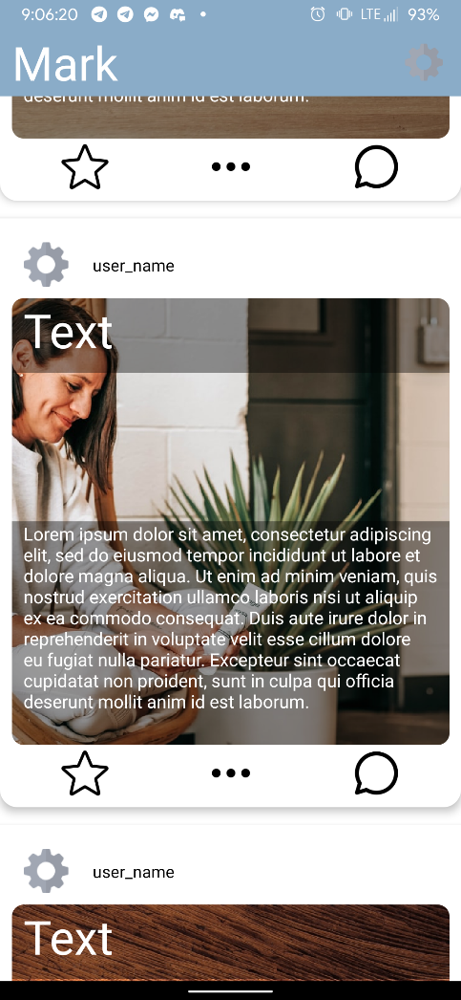 9:06:20
LTE
93%
Mark
deserunt mollit anim id est laborum.
user_name
Text
Lorem ipsum dolor sit amet, consectetur adipiscing
elit, sed do eiusmod tempor incididunt ut labore et
dolore magna aliqua. Ut enim ad minim veniam, quis
nostrud exercitation ullamco laboris nisi ut aliquip
ex ea commodo consequat. Duis aute irure dolor in
reprehenderit in voluptate velit esse cillum dolore
eu fugiat nulla pariatur. Excepteur sint occaecat
cupidatat non proident, sunt in culpa qui officia
deserunt mollit anim id est laborum.
user_name
Text